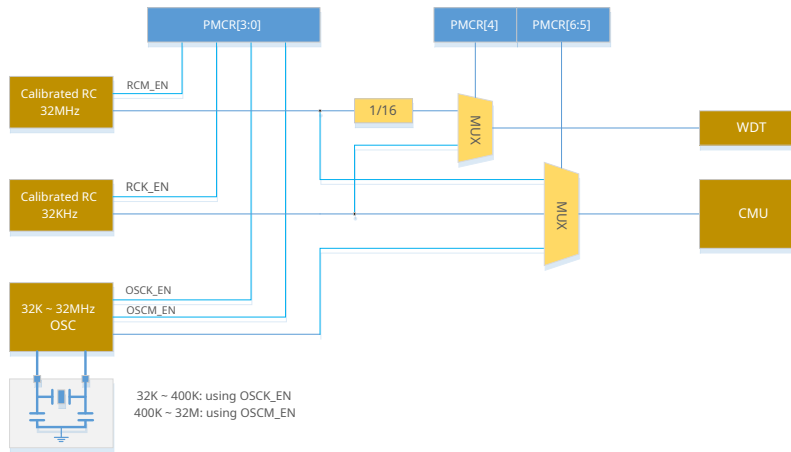 PMCR[3:0]
PMCR[4]
PMCR[6:5]
Calibrated RC
32MHz
RCM_EN
1/16
MUX
WDT
Calibrated RC
32KHz
RCK_EN
MUX
CMU
32K ~ 32MHz
OSC
OSCK_EN
OSCM_EN
32K ~ 400K: using OSCK_EN
400K ~ 32M: using OSCM_EN